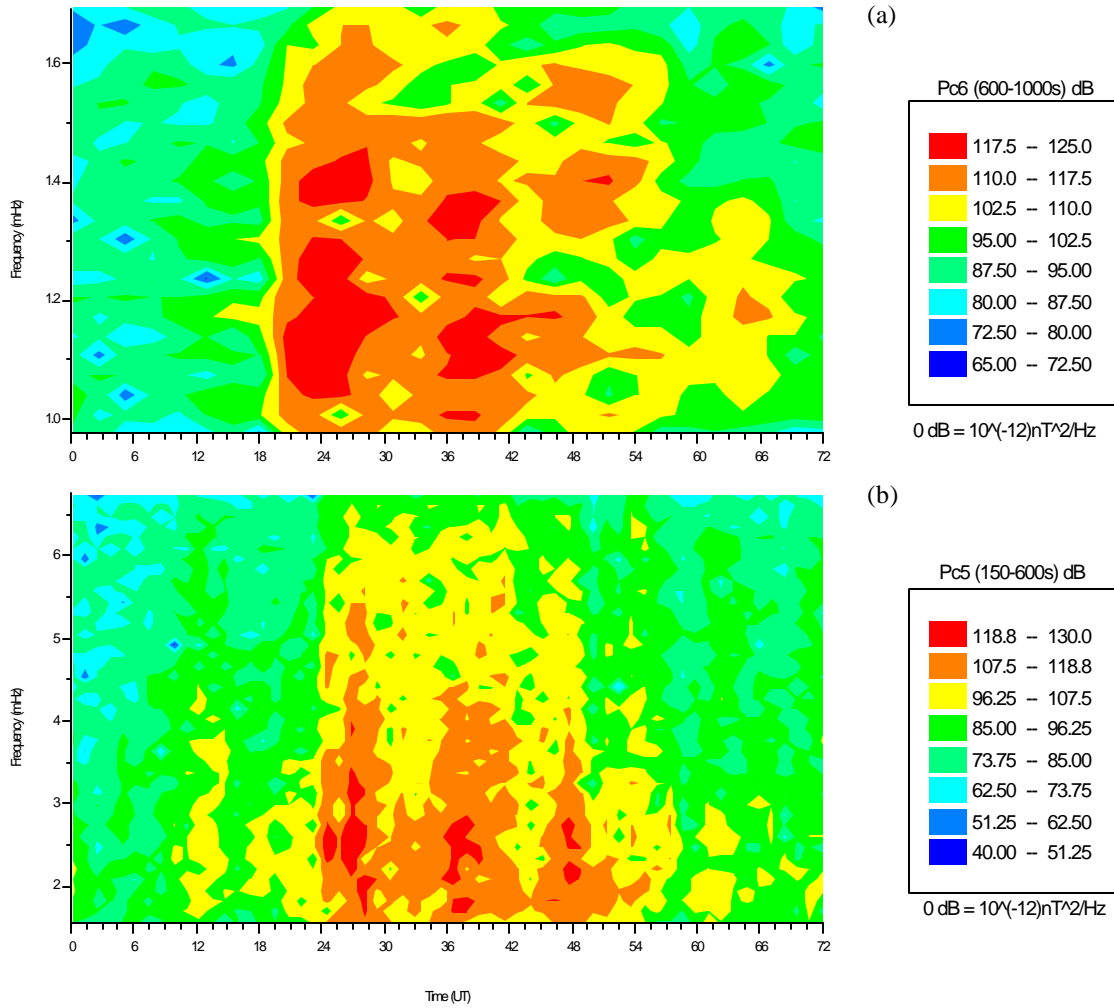 (a)
1.6
1.4
1.2
1.0
Frequency (mHz)
0 6 12 18 24 30 36 42 48 54 60 66 72
Pc6 (600-1000s) dB
117.5 -- 125.0
110.0 -- 117.5
102.5 -- 110.0
95.00 -- 102.5
87.50 -- 95.00
80.00 -- 87.50
72.50 -- 80.00
65.00 -- 72.50
0 dB = 10^(-12)nT^2/Hz
(b)
6
5
4
3
2
Frequency (mHz)
0 6 12 18 24 30 36 42 48 54 60 66 72
Time (UT)
Pc5 (150-600s) dB
118.8 -- 130.0
107.5 -- 118.8
96.25 -- 107.5
85.00 -- 96.25
73.75 -- 85.00
62.50 -- 73.75
51.25 -- 62.50
40.00 -- 51.25
0 dB = 10^(-12)nT^2/Hz